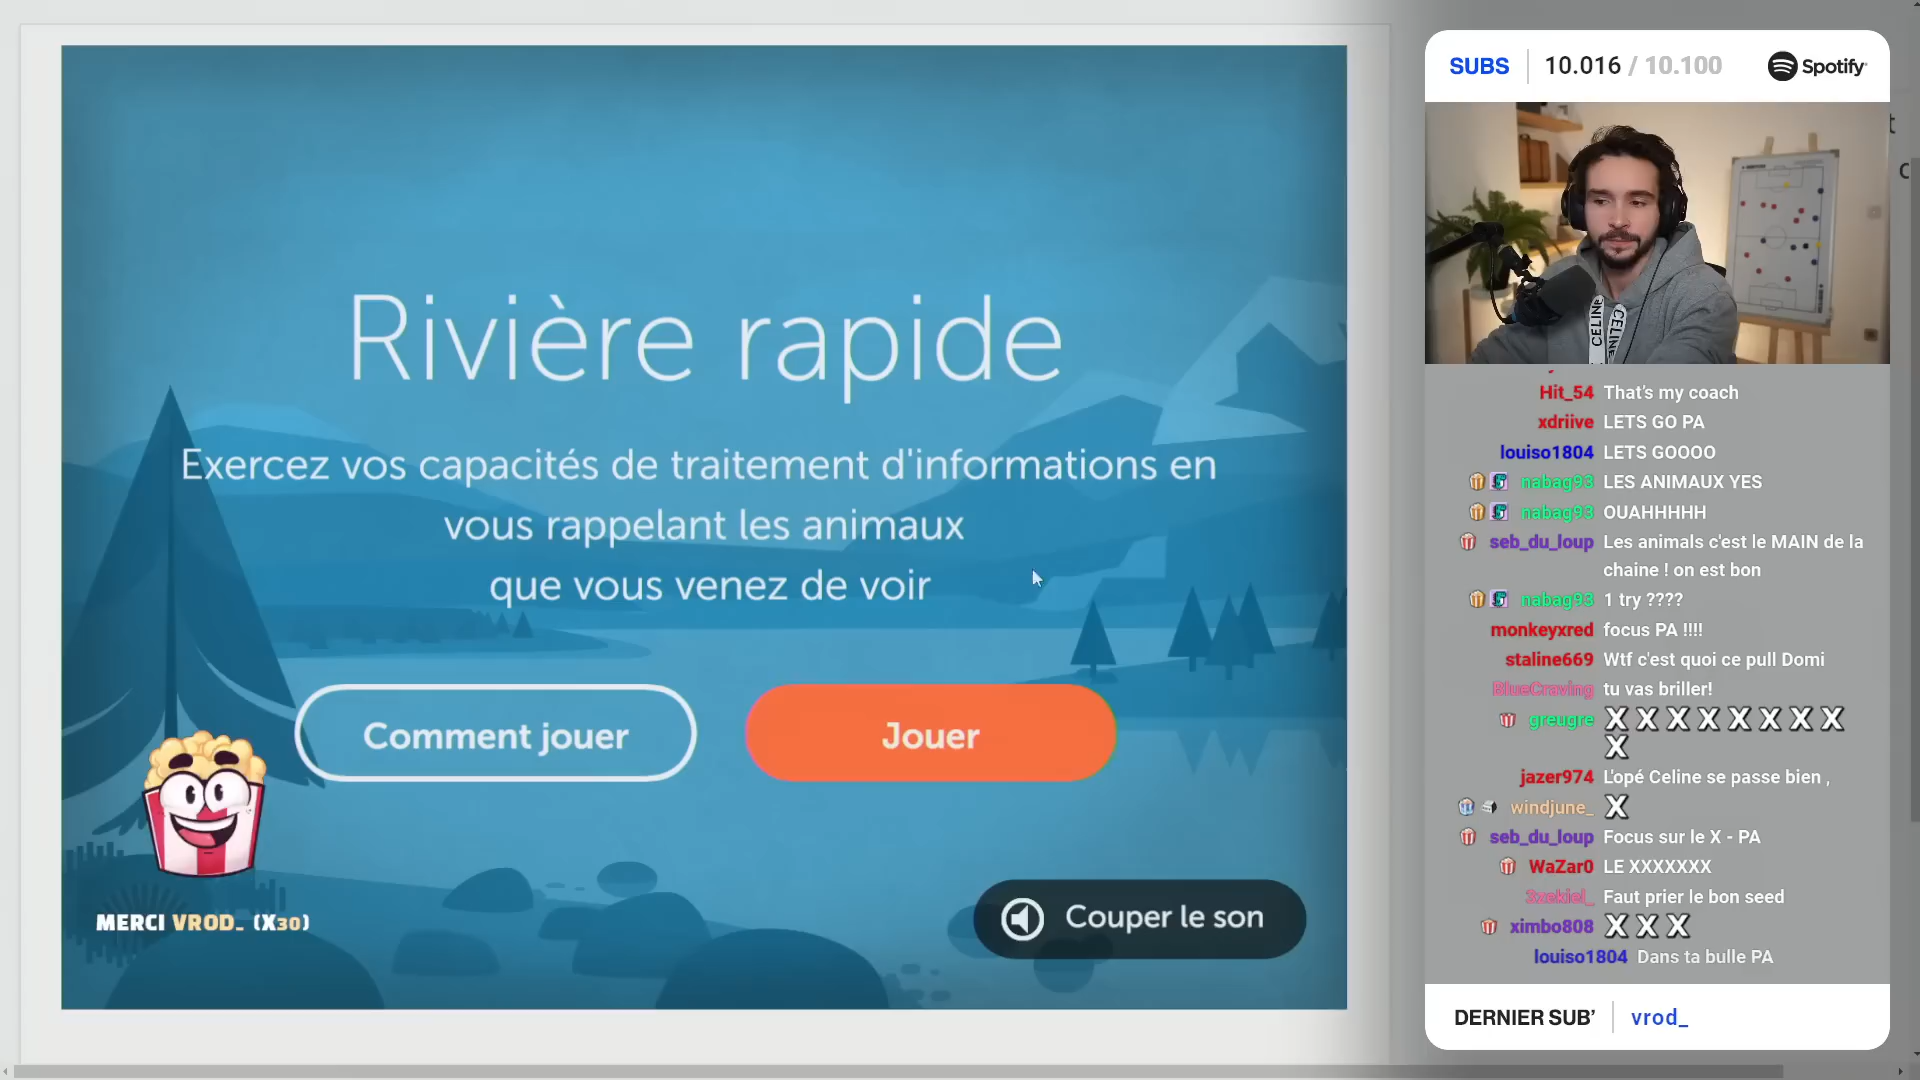 Rivière rapide
Exercez vos capacités de traitement d'informations en
vous rappelant les animaux
que vous venez de voir
Comment jouer
Jouer
Couper le son
MERCI VROD_ (X30)
SUBS 10.016 / 10.100 Spotify
CELINE
CELINE
Hit_54 That's my coach
xdriive LETS GO PA
louiso1804 LETS GOOOO
nabag93 LES ANIMAUX YES
nabag93 OUAHHHHH
seb_du_loup Les animals c'est le MAIN de la
chaine ! on est bon
nabag93 1 try ????
monkeyxred focus PA !!!!
staline669 Wtf c'est quoi ce pull Domi
BlueCraving tu vas briller!
greugre X X X X X X X X
X
jazer974 L'opé Celine se passe bien ,
windjune_ X
seb_du_loup Focus sur le X - PA
WaZar0 LE XXXXXXX
Faut prier le bon seed
ximbo808 X X X
louiso1804 Dans ta bulle PA
DERNIER SUB' vrod_